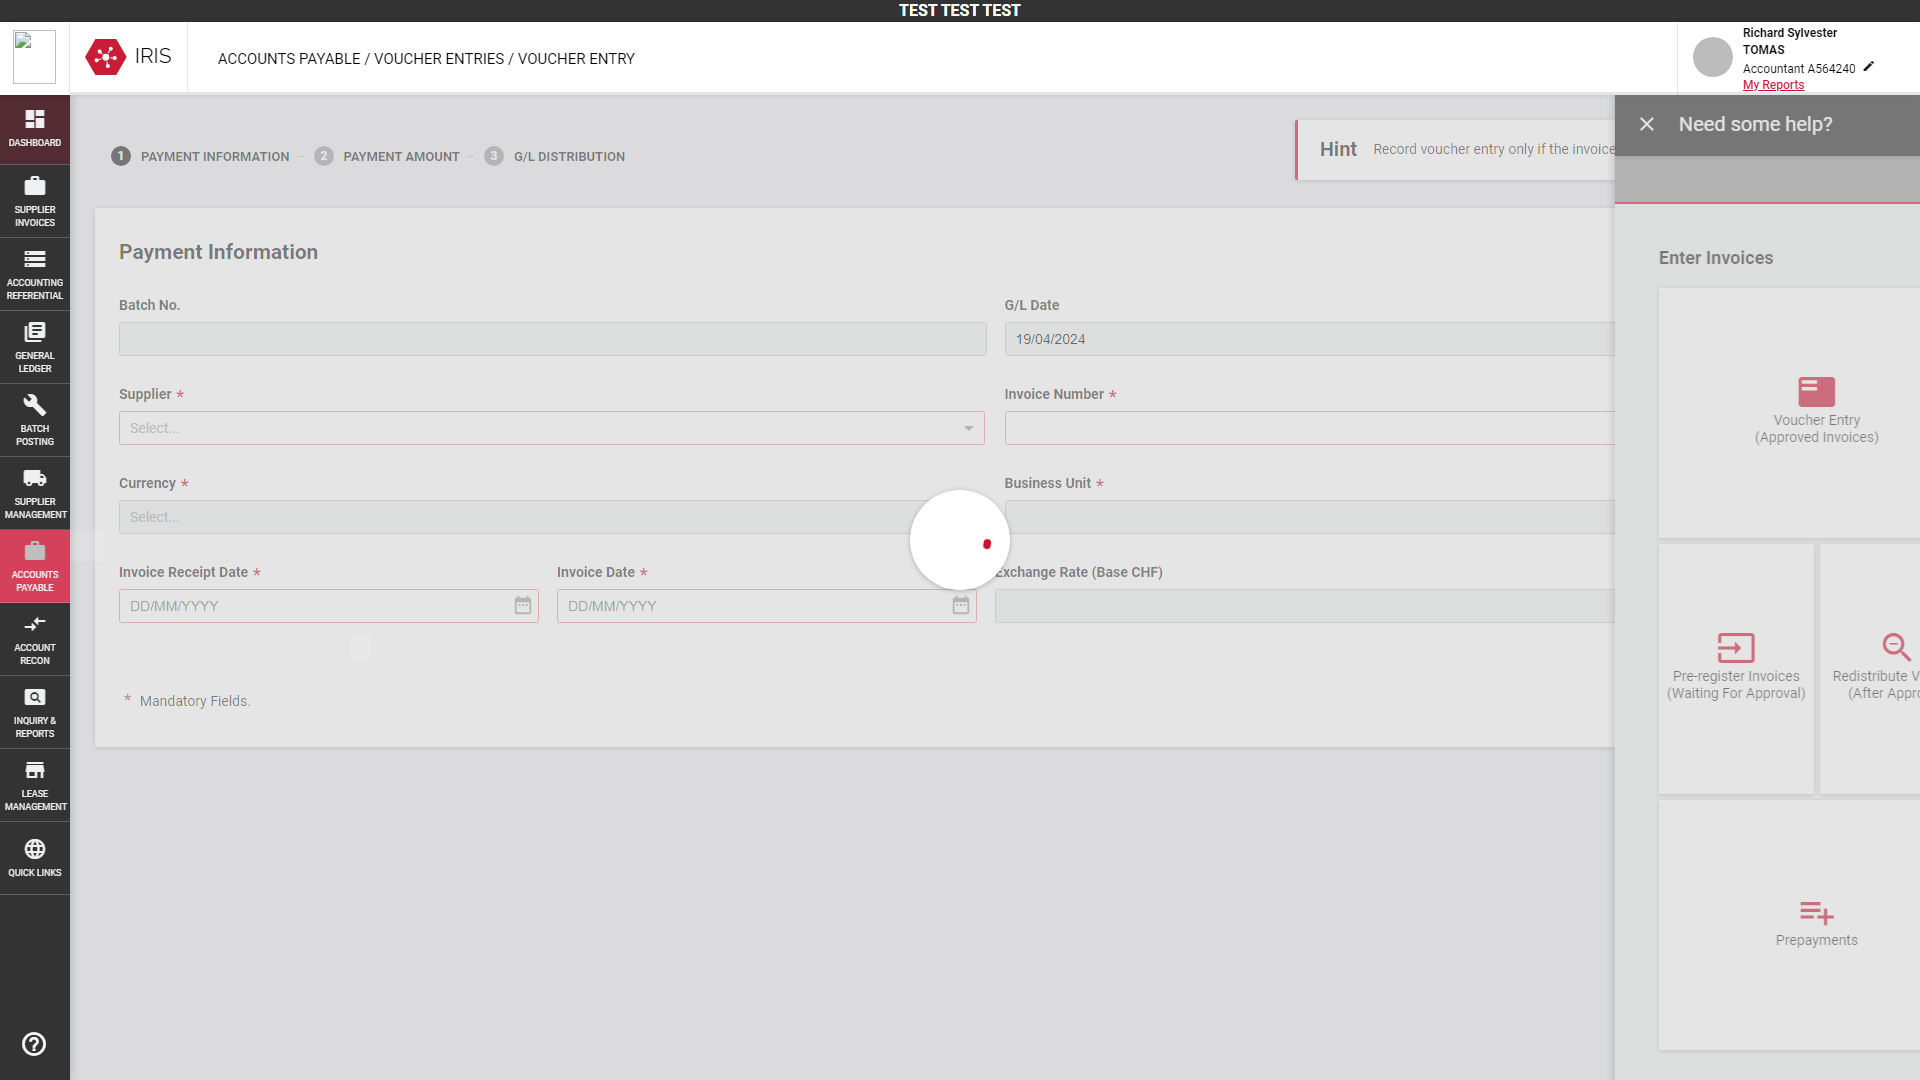 TEST TEST TEST
IRIS
ACCOUNTS PAYABLE / VOUCHER ENTRIES / VOUCHER ENTRY
Richard Sylvester
TOMAS
Accountant A564240
My Reports
DASHBOARD
SUPPLIER
INVOICES
ACCOUNTING
REFERENTIAL
GENERAL
LEDGER
BATCH
POSTING
SUPPLIER
MANAGEMENT
ACCOUNTS
PAYABLE
ACCOUNT
RECON
INQUIRY &
REPORTS
LEASE
MANAGEMENT
QUICK LINKS
1 PAYMENT INFORMATION
2 PAYMENT AMOUNT
3 G/L DISTRIBUTION
Hint Record voucher entry only if the invoice
Payment Information
Batch No.
G/L Date
19/04/2024
Supplier *
Select...
Invoice Number *
Currency *
Select...
Business Unit *
Invoice Receipt Date *
DD/MM/YYYY
Invoice Date *
DD/MM/YYYY
Exchange Rate (Base CHF)
* Mandatory Fields.
Need some help?
Enter Invoices
Voucher Entry
(Approved Invoices)
Pre-register Invoices
(Waiting For Approval)
Redistribute V
(After Appro
Prepayments